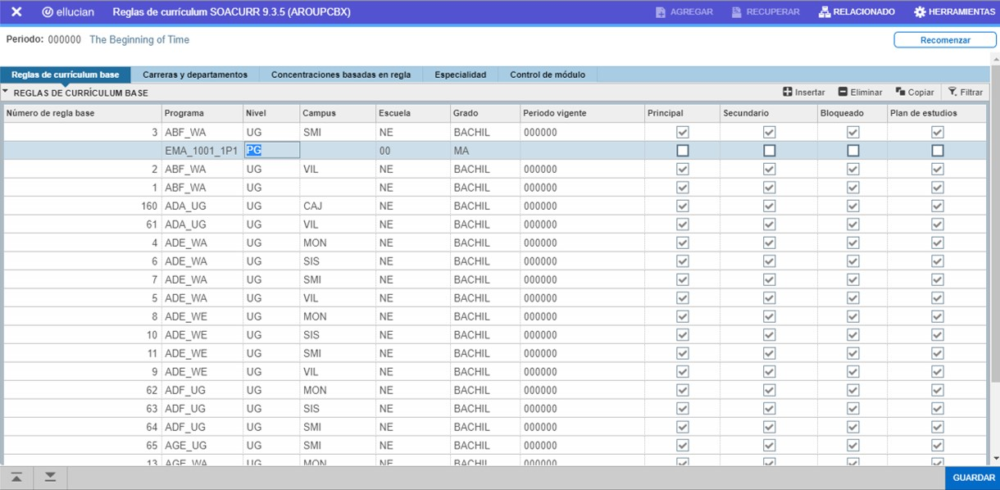 ellucian Reglas de currículum SOACURR 9.3.5 (AROUPCBX) AGREGAR RECUPERAR RELACIONADO HERRAMIENTAS
Periodo: 000000 The Beginning of Time Recomenzar
Reglas de currículum base Carreras y departamentos Concentraciones basadas en regla Especialidad Control de módulo
REGLAS DE CURRÍCULUM BASE Insertar Eliminar Copiar Filtrar
Número de regla base Programa Nivel Campus Escuela Grado Periodo vigente Principal Secundario Bloqueado Plan de estudios
3 ABF_WA UG SMI NE BACHIL 000000
EMA_1001_1P1 PG 00 MA
2 ABF_WA UG VIL NE BACHIL 000000
1 ABF_WA UG NE BACHIL 000000
160 ADA_UG UG CAJ NE BACHIL 000000
61 ADA_UG UG VIL NE BACHIL 000000
4 ADE_WA UG MON NE BACHIL 000000
6 ADE_WA UG SIS NE BACHIL 000000
7 ADE_WA UG SMI NE BACHIL 000000
5 ADE_WA UG VIL NE BACHIL 000000
8 ADE_WE UG MON NE BACHIL 000000
10 ADE_WE UG SIS NE BACHIL 000000
11 ADE_WE UG SMI NE BACHIL 000000
9 ADE_WE UG VIL NE BACHIL 000000
62 ADF_UG UG MON NE BACHIL 000000
63 ADF_UG UG SIS NE BACHIL 000000
64 ADF_UG UG SMI NE BACHIL 000000
65 AGE_UG UG SMI NE BACHIL 000000
13 AGE_WA UG MON NE BACHIL 000000
GUARDAR